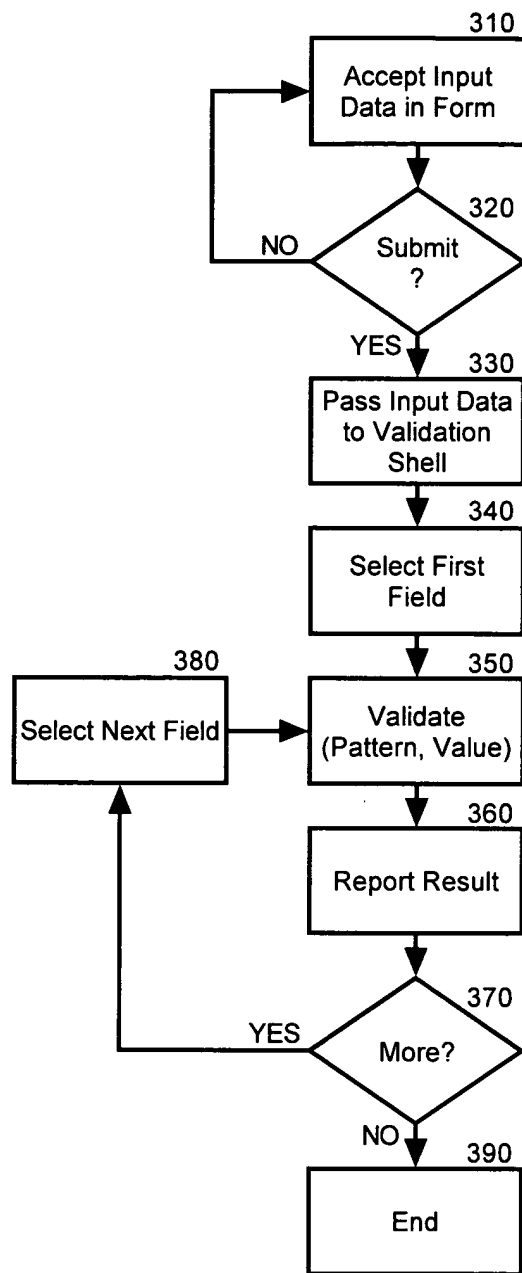 310
Accept Input
Data in Form
320
Submit
?
NO
YES
330
Pass Input Data
to Validation
Shell
340
Select First
Field
380
Select Next Field
350
Validate
(Pattern, Value)
360
Report Result
370
More?
YES
NO
390
End